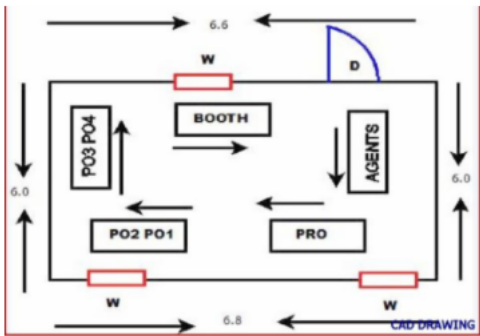 6.6
W
D
BOOTH
PO3 PO4
AGENTS
6.0
6.0
PO2 PO1
PRO
W
W
6.8
CAD DRAWING